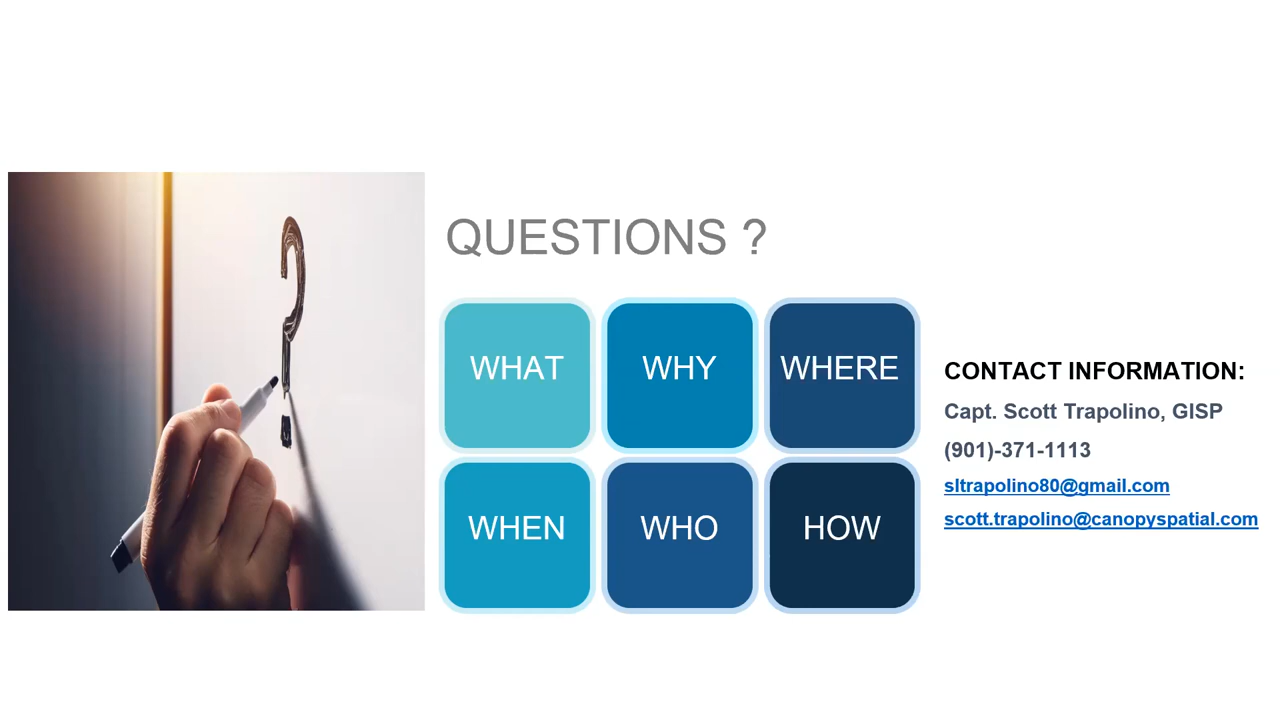 QUESTIONS ?
WHAT
WHY
WHERE
WHEN
WHO
HOW
CONTACT INFORMATION:
Capt. Scott Trapolino, GISP
(901)-371-1113
sltrapolino80@gmail.com
scott.trapolino@canopyspatial.com
?